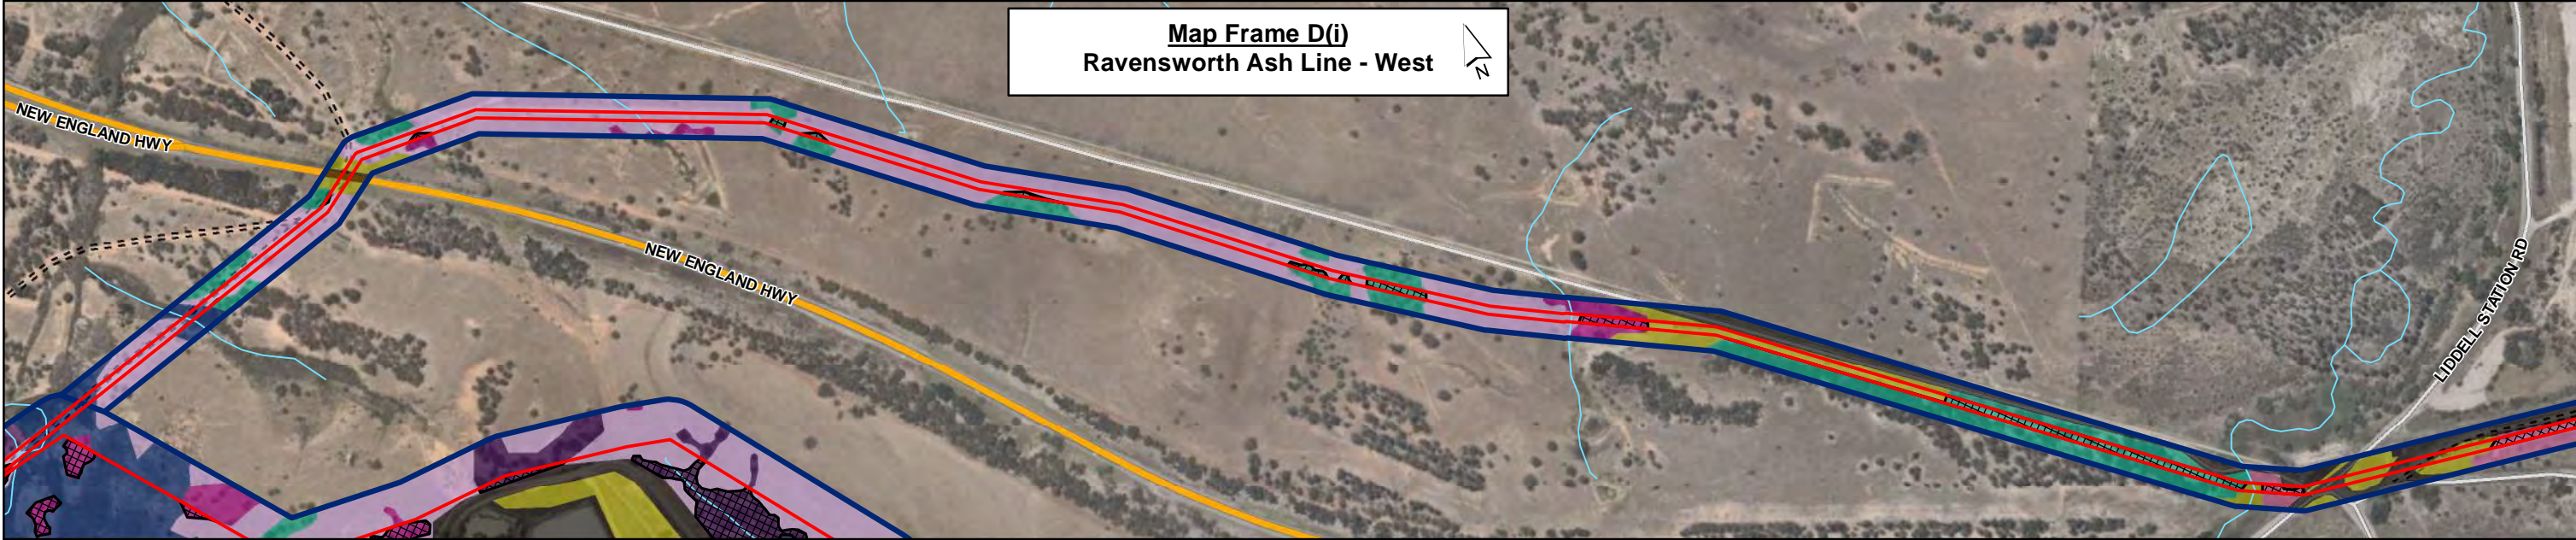 Map Frame D(i)
Ravensworth Ash Line - West
N
NEW ENGLAND HWY
NEW ENGLAND HWY
LIDDELL STATION RD